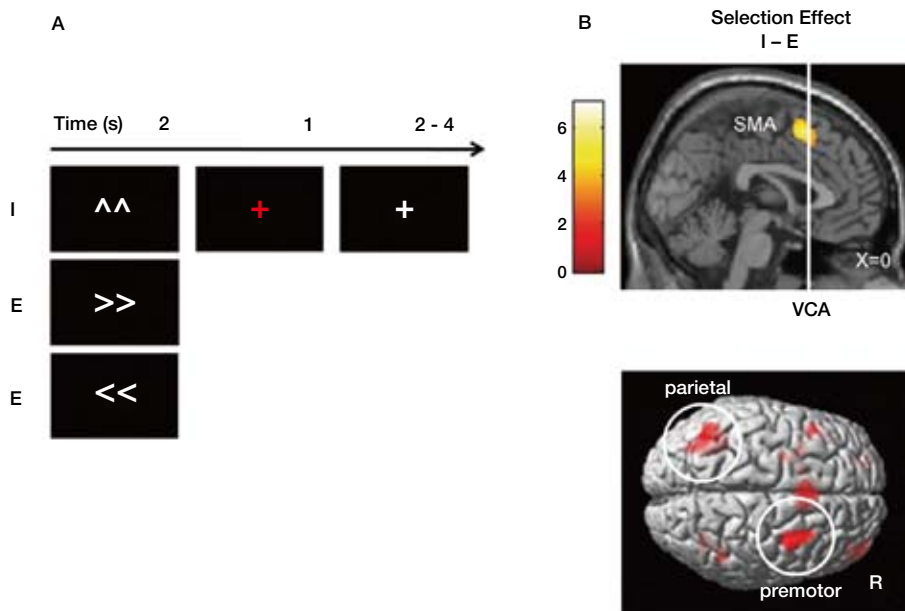 A
Time (s) 2 1 2 - 4
I
^^
+
+
E
>>
E
<<
B
Selection Effect
I – E
6
4
2
0
SMA
X=0
VCA
parietal
premotor
R